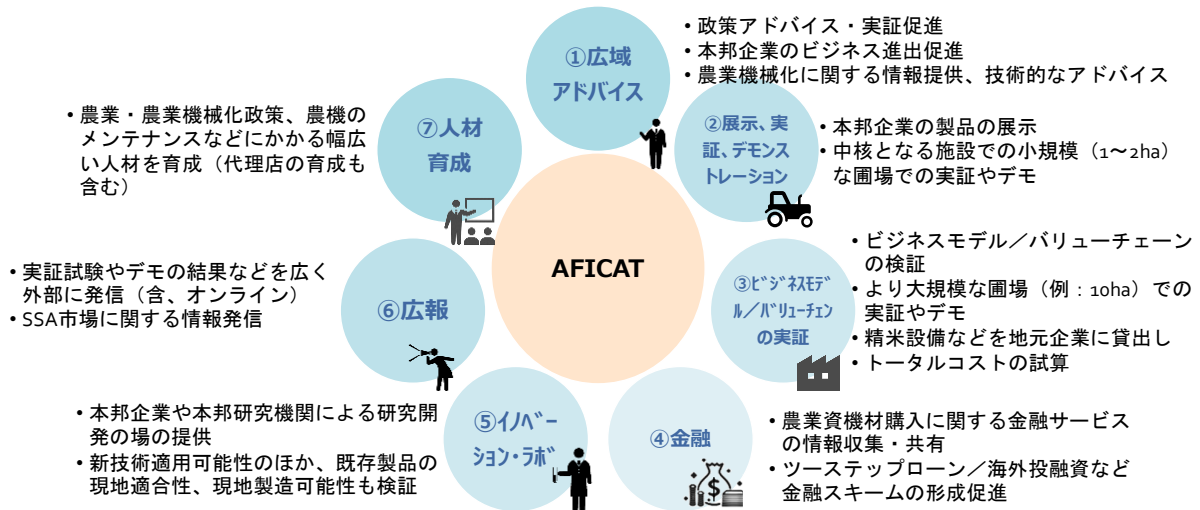 ①広域
アドバイス
• 政策アドバイス・実証促進
• 本邦企業のビジネス進出促進
• 農業機械化に関する情報提供、技術的なアドバイス
②展示、実
証、デモンス
トレーション
• 本邦企業の製品の展示
• 中核となる施設での小規模（1～2ha）
な圃場での実証やデモ
③ﾋﾞｼﾞﾈｽﾓﾃﾞ
ﾙ／ﾊﾞﾘｭｰﾁｪﾝ
の実証
• ビジネスモデル／バリューチェーン
の検証
• より大規模な圃場（例：10ha）での
実証やデモ
• 精米設備などを地元企業に貸出し
• トータルコストの試算
④金融
• 農業資機材購入に関する金融サービス
の情報収集・共有
• ツーステップローン／海外投融資など
金融スキームの形成促進
⑤ｲﾉﾍﾞｰ
ｼｮﾝ・ﾗﾎﾞ
• 本邦企業や本邦研究機関による研究開
発の場の提供
• 新技術適用可能性のほか、既存製品の
現地適合性、現地製造可能性も検証
⑥広報
• 実証試験やデモの結果などを広く
外部に発信（含、オンライン）
• SSA市場に関する情報発信
⑦人材
育成
• 農業・農業機械化政策、農機の
メンテナンスなどにかかる幅広
い人材を育成（代理店の育成も
含む）
AFICAT
$